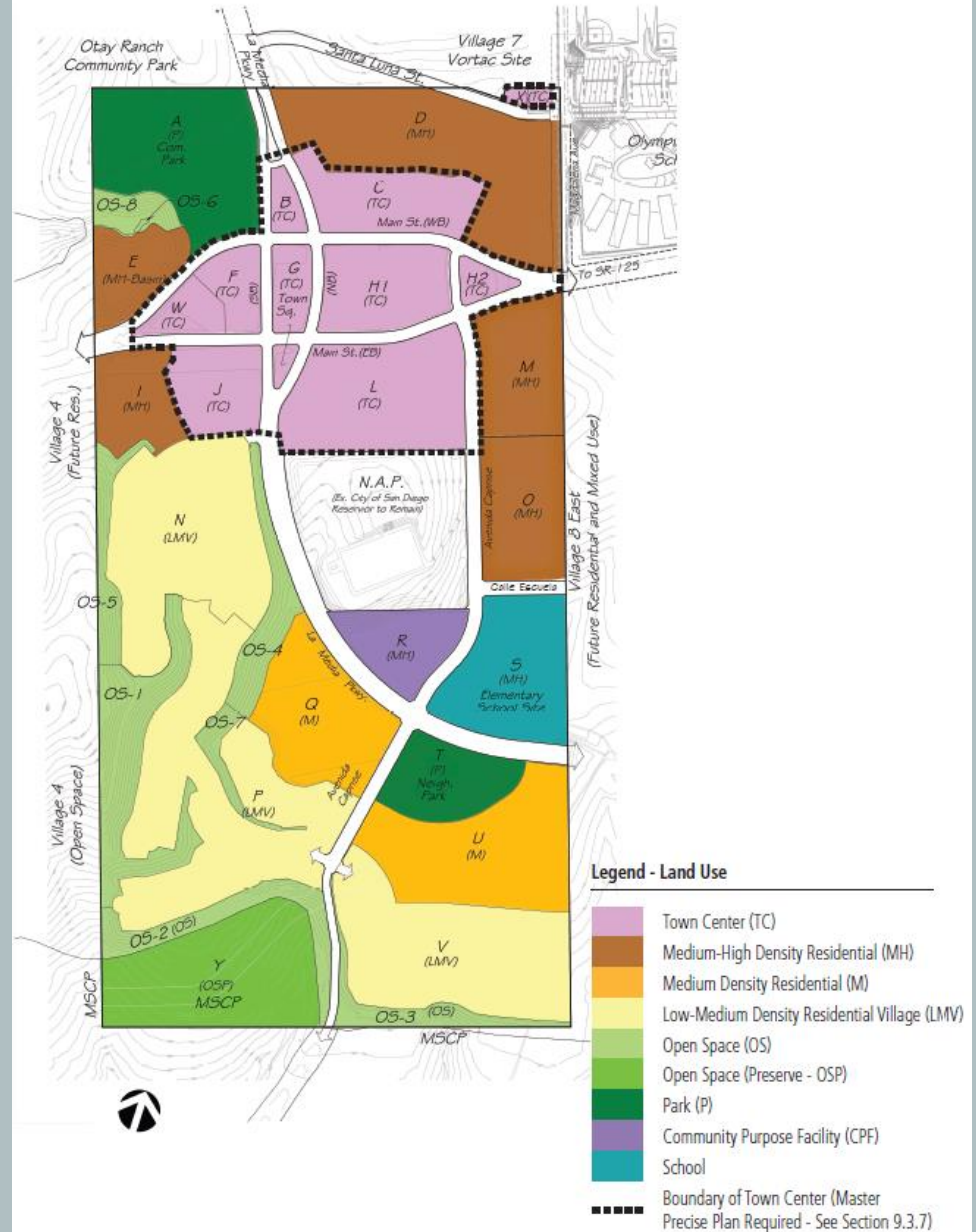 Otay Ranch
Community Park
La Media
Pkwy
Santa Luna St.
Village 7
Vortac Site
X (TC)
A
(P)
Com.
Park
D
(MH)
Magdalena Ave
OS-8
OS-6
B
(TC)
C
(TC)
Main St.(WB)
To SR-125
E
(MH-Basin)
F
(TC)
(SB)
G
(TC)
Town
Sq.
(NB)
H1
(TC)
H2
(TC)
W
(TC)
Main St.(EB)
I
(MH)
J
(TC)
L
(TC)
M
(MH)
Village 4
(Future Res.)
N.A.P.
(Ex. City of San Diego
Reservoir to Remain)
Avenida Caprise
O
(MH)
Village 8 East
(Future Residential and Mixed Use)
N
(LMV)
Calle Escuela
OS-5
OS-4
La Media Pkwy.
R
(MH)
S
(MH)
Elementary
School Site
OS-1
OS-7
Q
(M)
T
(P)
Neigh.
Park
Avenida
Caprise
P
(LMV)
U
(M)
Village 4
(Open Space)
OS-2 (OS)
Y
(OSP)
MSCP
V
(LMV)
MSCP
OS-3 (OS)
MSCP
Legend - Land Use
Town Center (TC)
Medium-High Density Residential (MH)
Medium Density Residential (M)
Low-Medium Density Residential Village (LMV)
Open Space (OS)
Open Space (Preserve - OSP)
Park (P)
Community Purpose Facility (CPF)
School
Boundary of Town Center (Master
Precise Plan Required - See Section 9.3.7)